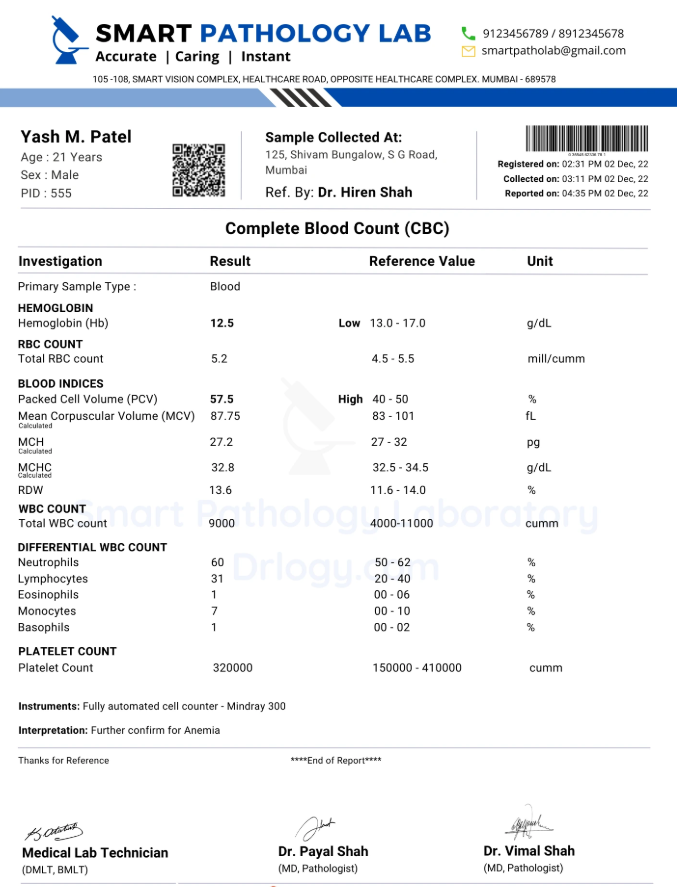 SMART PATHOLOGY LAB
Accurate | Caring | Instant
9123456789 / 8912345678
smartpatholab@gmail.com
105 -108, SMART VISION COMPLEX, HEALTHCARE ROAD, OPPOSITE HEALTHCARE COMPLEX. MUMBAI - 689578
Yash M. Patel
Age : 21 Years
Sex : Male
PID : 555
Sample Collected At:
125, Shivam Bungalow, S G Road,
Mumbai
Ref. By: Dr. Hiren Shah
Registered on: 02:31 PM 02 Dec, 22
Collected on: 03:11 PM 02 Dec, 22
Reported on: 04:35 PM 02 Dec, 22
Complete Blood Count (CBC)
Investigation Result Reference Value Unit
Primary Sample Type : Blood
HEMOGLOBIN
Hemoglobin (Hb) 12.5 Low 13.0 - 17.0 g/dL
RBC COUNT
Total RBC count 5.2 4.5 - 5.5 mill/cumm
BLOOD INDICES
Packed Cell Volume (PCV) 57.5 High 40 - 50 %
Mean Corpuscular Volume (MCV) 87.75 83 - 101 fL
Calculated
MCH 27.2 27 - 32 pg
Calculated
MCHC 32.8 32.5 - 34.5 g/dL
Calculated
RDW 13.6 11.6 - 14.0 %
WBC COUNT
Smart Pathology Laboratory
Total WBC count 9000 4000-11000 cumm
DIFFERENTIAL WBC COUNT
Neutrophils 60 50 - 62 %
Drlogy.com
Lymphocytes 31 20 - 40 %
Eosinophils 1 00 - 06 %
Monocytes 7 00 - 10 %
Basophils 1 00 - 02 %
PLATELET COUNT
Platelet Count 320000 150000 - 410000 cumm
Instruments: Fully automated cell counter - Mindray 300
Interpretation: Further confirm for Anemia
Thanks for Reference ****End of Report****
Medical Lab Technician
(DMLT, BMLT)
Dr. Payal Shah
(MD, Pathologist)
Dr. Vimal Shah
(MD, Pathologist)